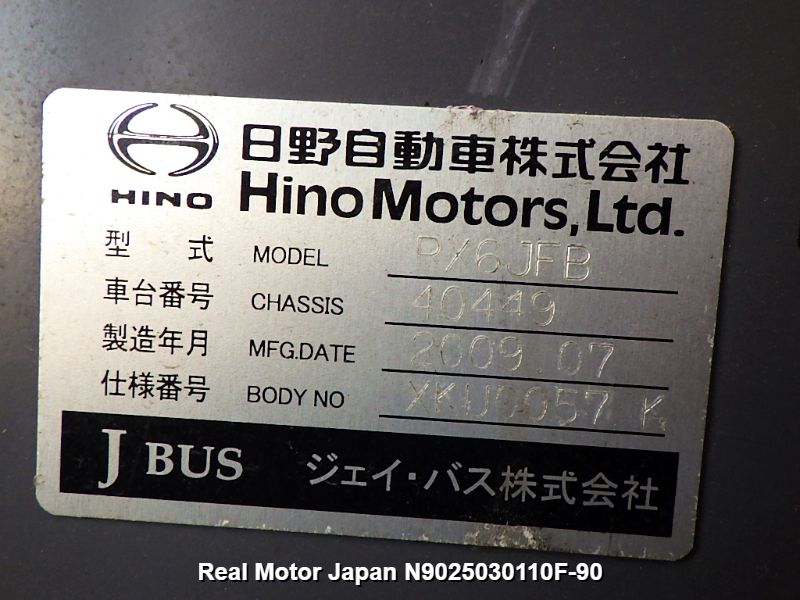 日野自動車株式会社
HINO
Hino Motors, Ltd.
型式 MODEL PX6JFB
車台番号 CHASSIS 40449
製造年月 MFG.DATE 2009.07
仕様番号 BODY NO XKU0057 K
J BUS ジェイ・バス株式会社
Real Motor Japan N9025030110F-90